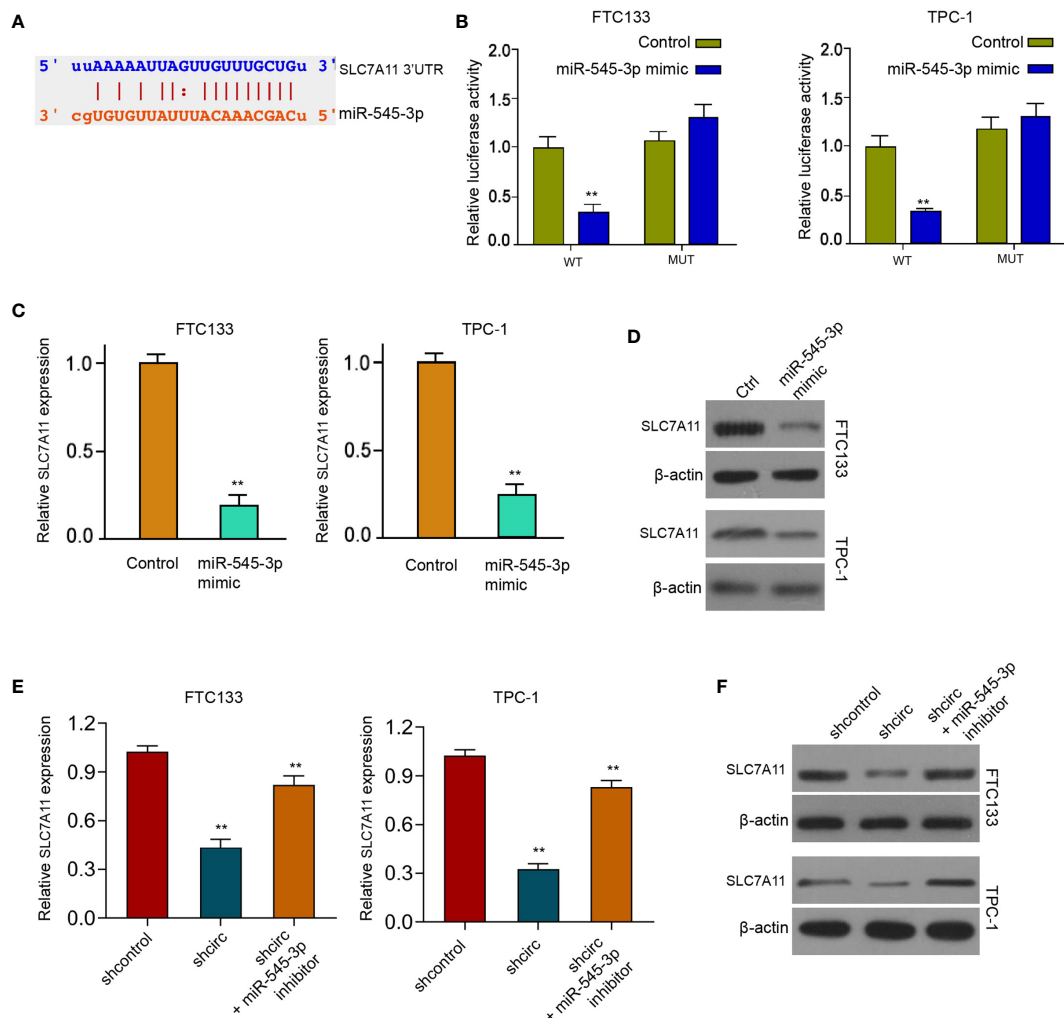 A
5' uuAAAAAUUAGUUGUUUGCUGu 3'
SLC7A11 3'UTR
3' cgUGUGUUAUUUACAAACGACu 5'
miR-545-3p
B
FTC133
Control
miR-545-3p mimic
Relative luciferase activity
2.0
1.5
1.0
0.5
0.0
**
WT
MUT
TPC-1
Control
miR-545-3p mimic
Relative luciferase activity
2.0
1.5
1.0
0.5
0.0
**
WT
MUT
C
FTC133
Relative SLC7A11 expression
1.0
0.5
0.0
**
Control
miR-545-3p
mimic
TPC-1
Relative SLC7A11 expression
1.0
0.5
0.0
**
Control
miR-545-3p
mimic
D
Ctrl
miR-545-3p
mimic
SLC7A11
β-actin
FTC133
SLC7A11
β-actin
TPC-1
E
FTC133
Relative SLC7A11 expression
1.2
0.9
0.6
0.3
0.0
**
**
shcontrol
shcirc
shcirc
+ miR-545-3p
inhibitor
TPC-1
Relative SLC7A11 expression
1.2
0.9
0.6
0.3
0.0
**
**
shcontrol
shcirc
shcirc
+ miR-545-3p
inhibitor
F
shcontrol
shcirc
shcirc
+ miR-545-3p
inhibitor
SLC7A11
β-actin
FTC133
SLC7A11
β-actin
TPC-1